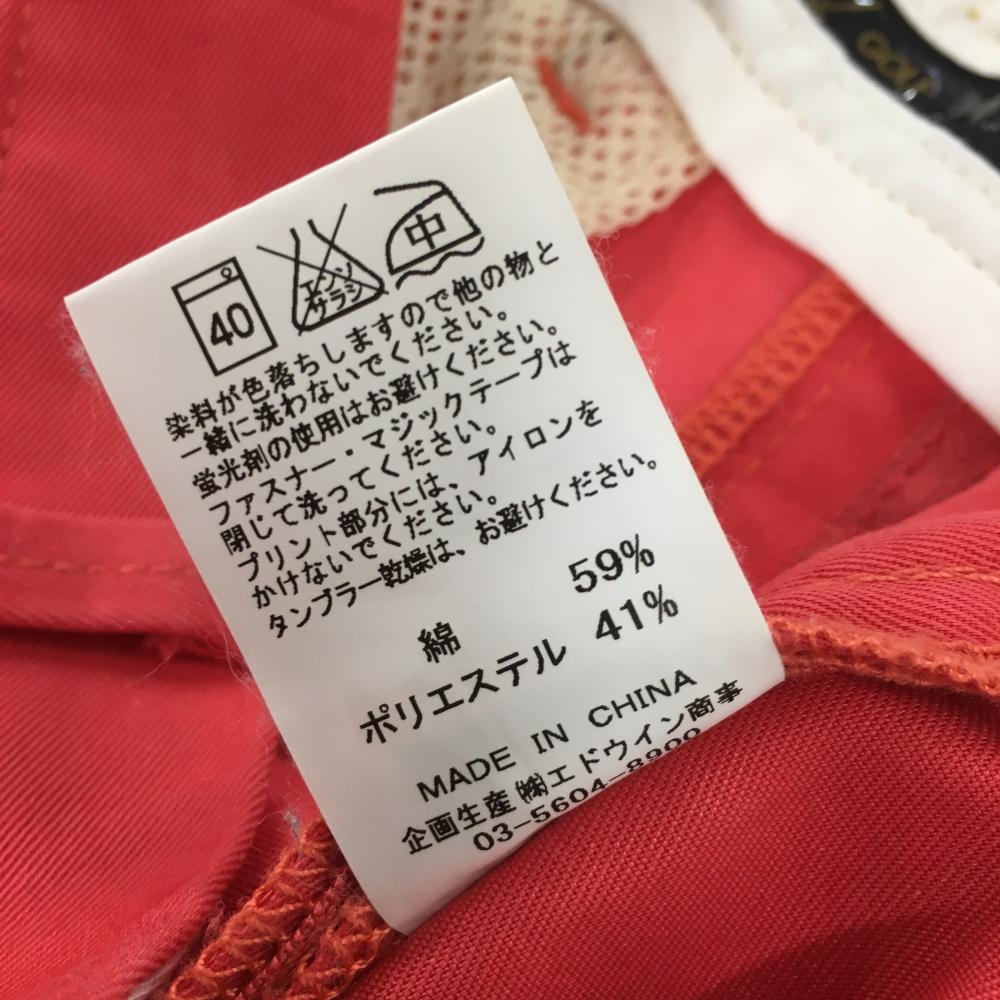 GOLF
40
エンソ
サラシ
中
染料が色落ちしますので他の物と
一緒に洗わないでください。
蛍光剤の使用はお避けください。
ファスナー・マジックテープは
閉じて洗ってください。
プリント部分には、アイロンを
かけないでください。
タンブラー乾燥は、お避けください。
綿 59%
ポリエステル 41%
MADE IN CHINA
企画生産 ㈱エドウイン商事
03-5604-8900